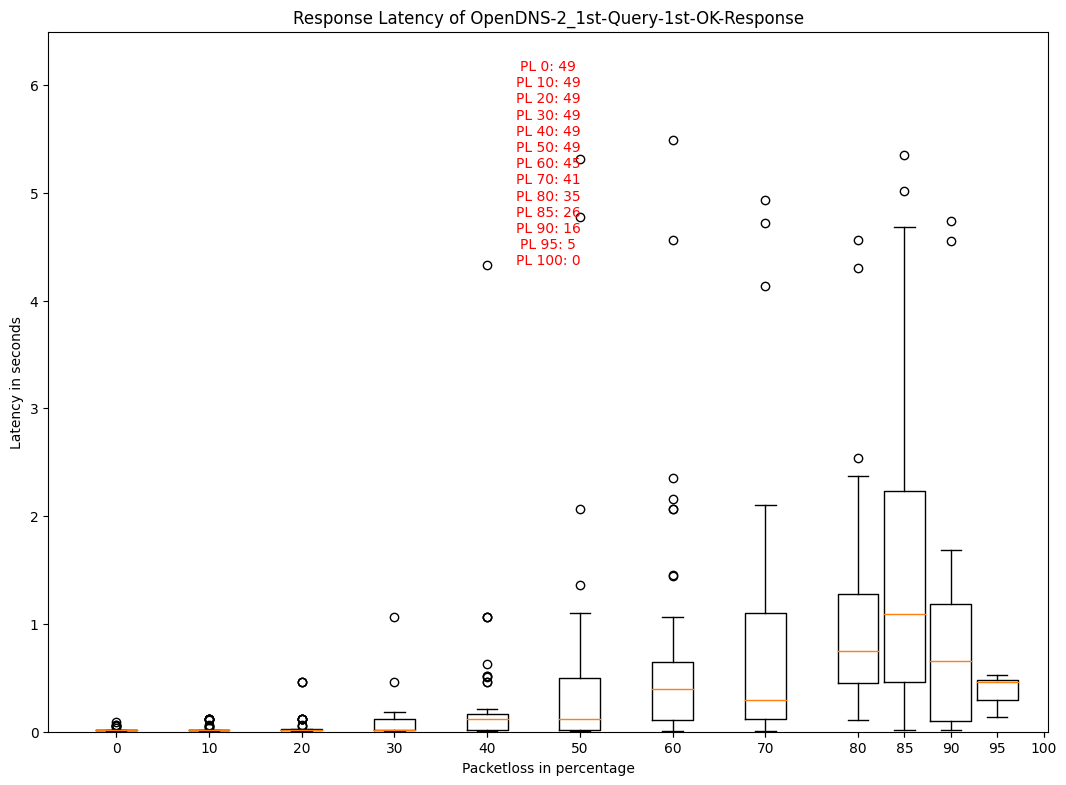 Response Latency of OpenDNS-2_1st-Query-1st-OK-Response
PL 0: 49
PL 10: 49
PL 20: 49
PL 30: 49
PL 40: 49
PL 50: 49
PL 60: 45
PL 70: 41
PL 80: 35
PL 85: 26
PL 90: 16
PL 95: 5
PL 100: 0
6
5
4
3
2
1
0
Latency in seconds
0 10 20 30 40 50 60 70 80 85 90 95 100
Packetloss in percentage